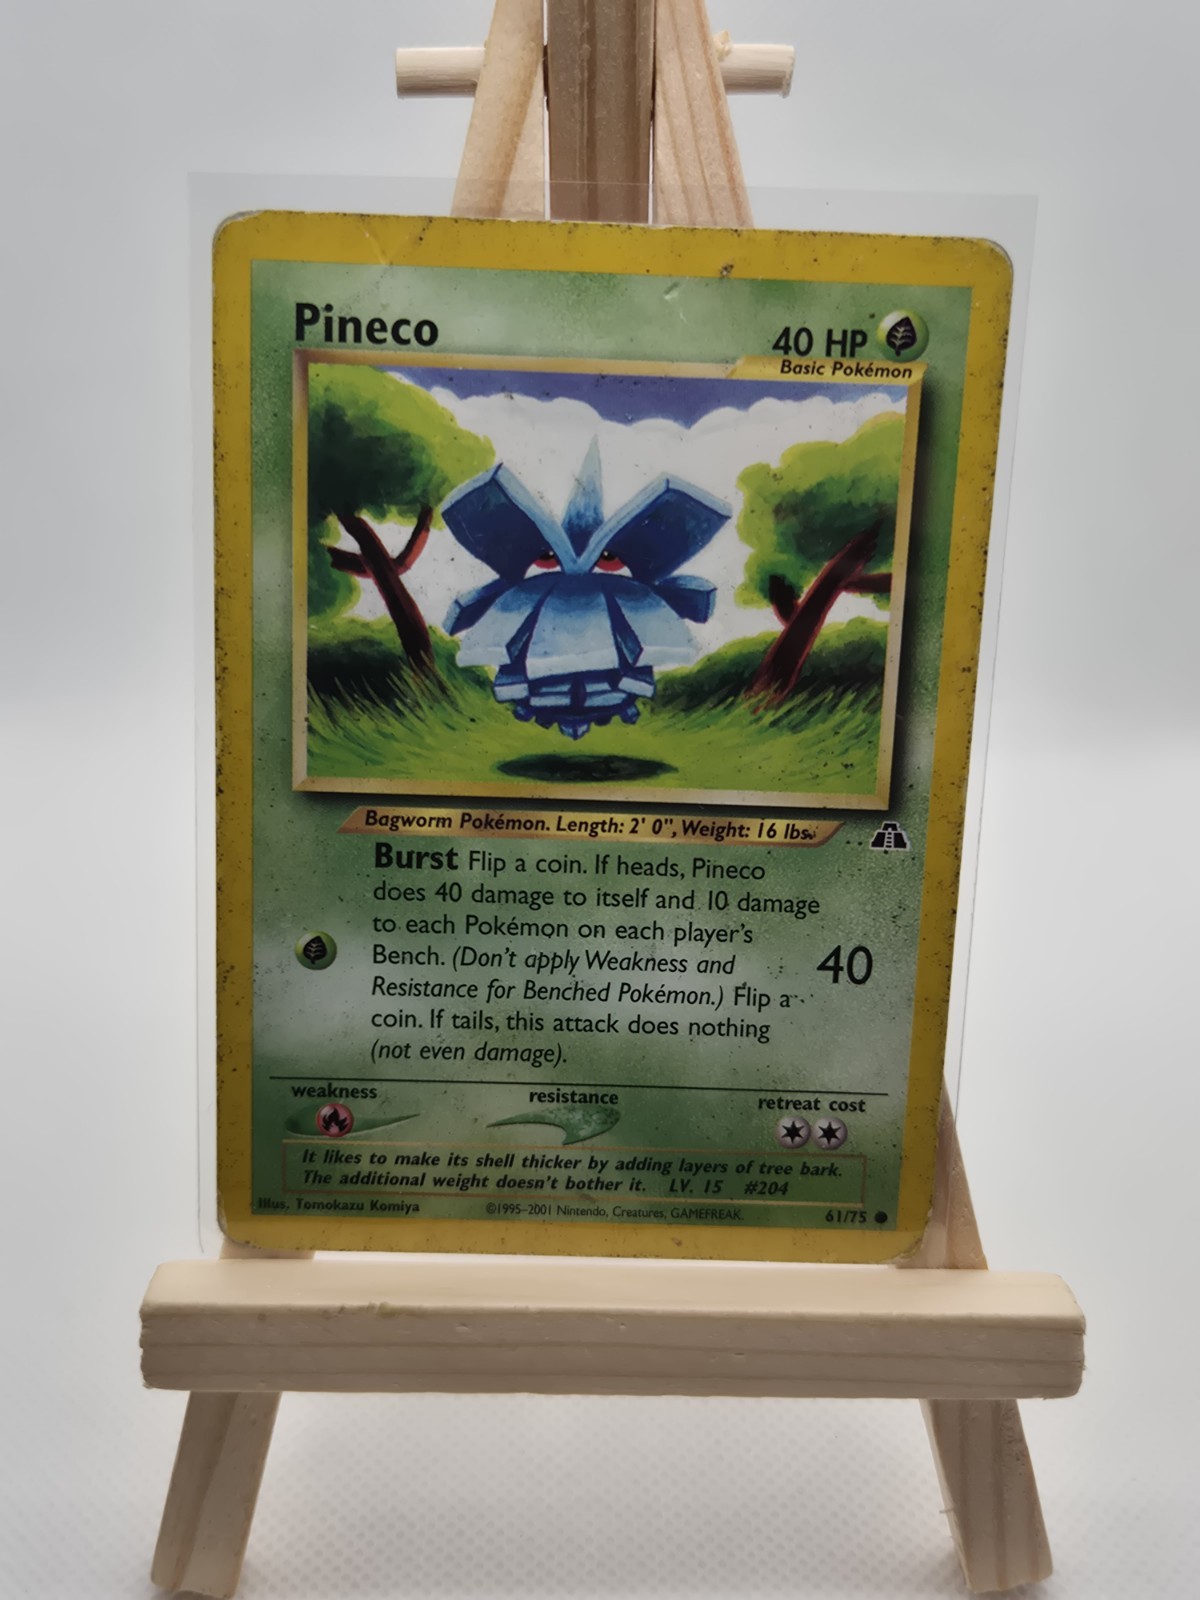 Pineco
40 HP
Basic Pokémon
Bagworm Pokémon. Length: 2' 0", Weight: 16 lbs.
Burst Flip a coin. If heads, Pineco
does 40 damage to itself and 10 damage
to each Pokémon on each player's
Bench. (Don't apply Weakness and
40
Resistance for Benched Pokémon.) Flip a
coin. If tails, this attack does nothing
(not even damage).
weakness
resistance
retreat cost
It likes to make its shell thicker by adding layers of tree bark.
The additional weight doesn't bother it. LV. 15 #204
Illus. Tomokazu Komiya
©1995–2001 Nintendo, Creatures, GAMEFREAK.
61/75